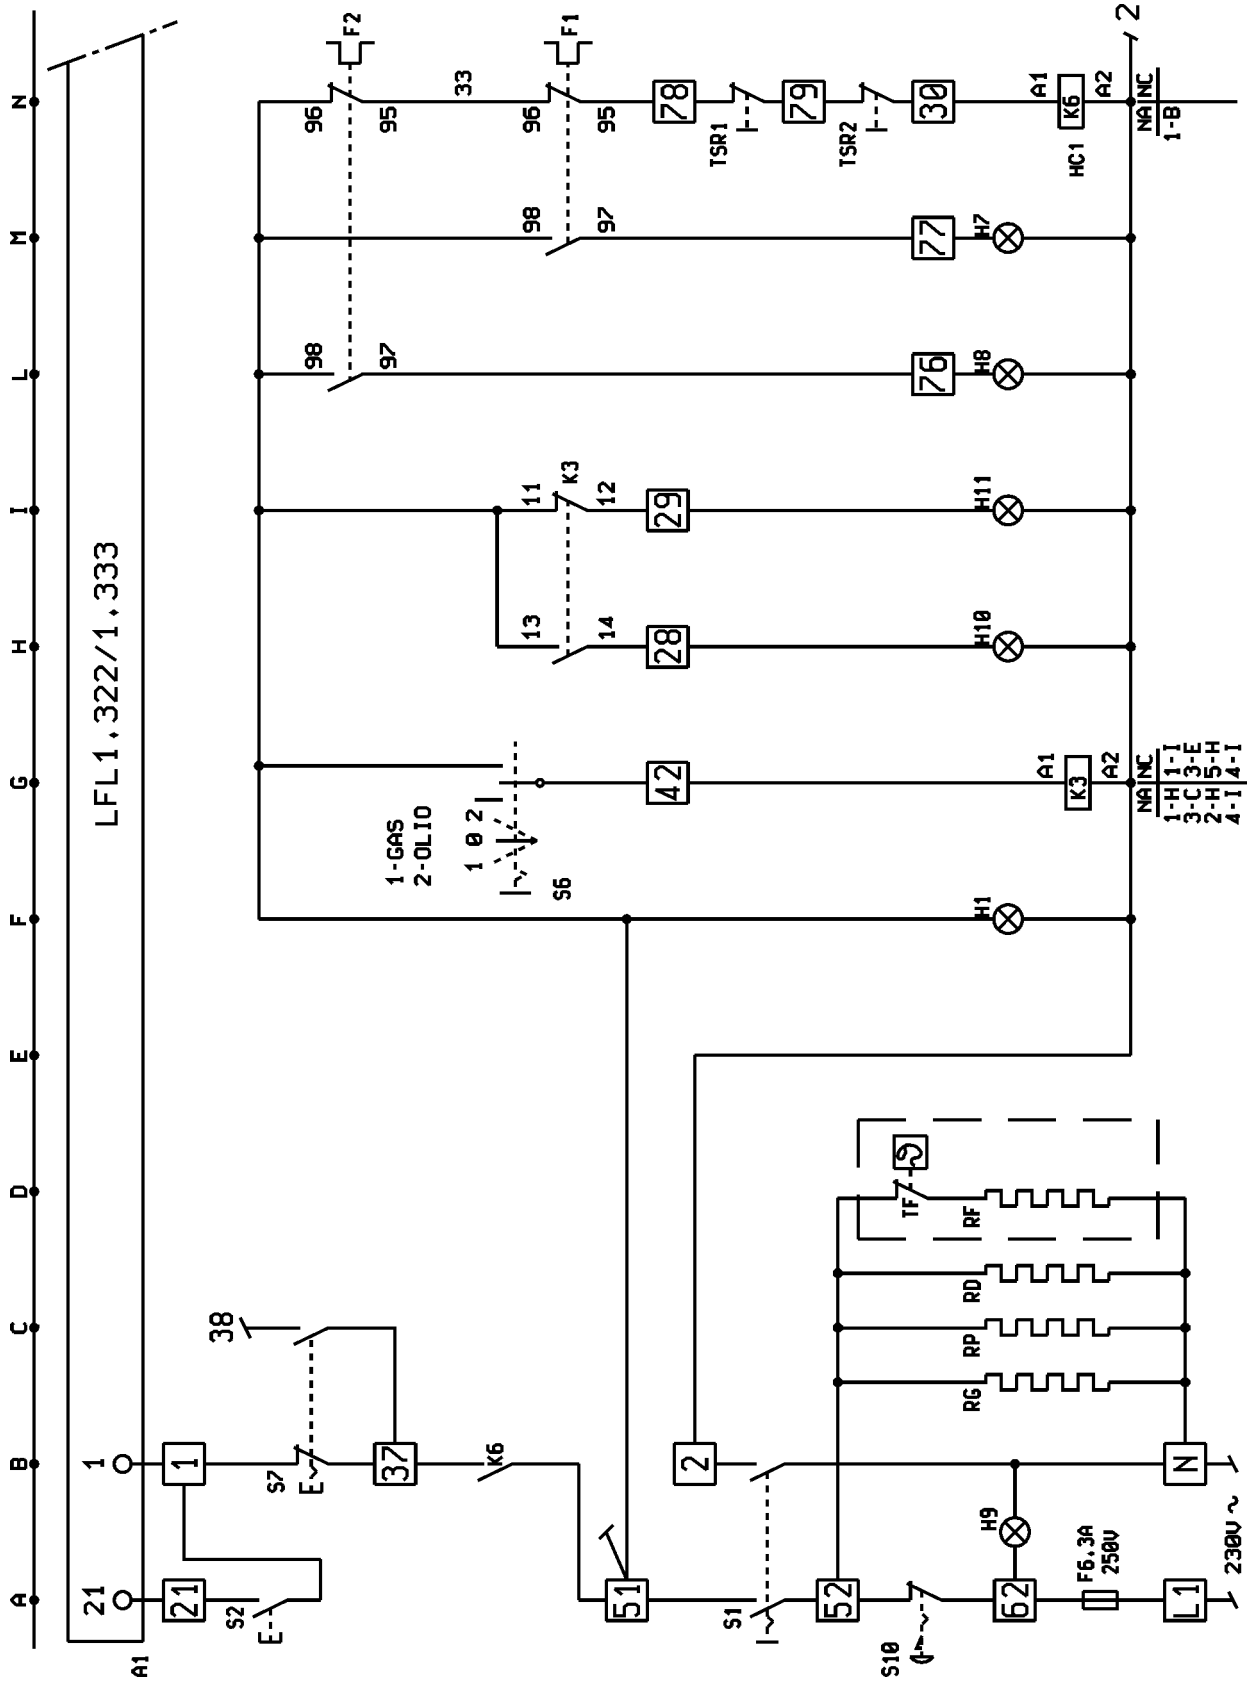 A B C D E F G H I L M N
LFL1.322/1.333
A1
21
1
21
1
S2
E
S7
E
38
37
K6
51
2
S1
52
S10
62
H9
F6.3A
250V
L1
N
230V ~
RG
RP
RD
RF
TF
H1
1-GAS
2-OLIO
1 0 2
S6
42
A1
K3
A2
NA NC
1-H 1-I
3-C 3-E
2-H 5-H
4-I 4-I
13
14
28
H10
11
K3
12
29
H11
98
97
76
H8
98
97
77
H7
F2
96
95
33
F1
96
95
78
TSR1
79
TSR2
30
A1
K6
A2
HC1
NA NC
1-B
2